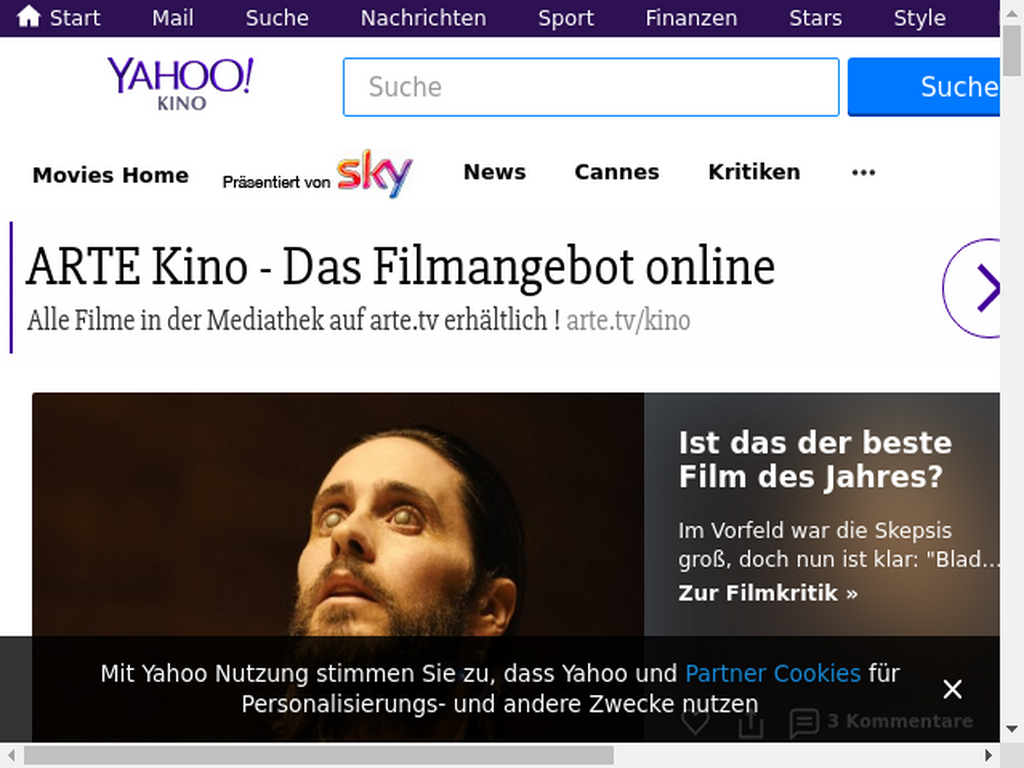 Start Mail Suche Nachrichten Sport Finanzen Stars Style
YAHOO!
KINO
Suche
Suche
Movies Home Präsentiert von sky News Cannes Kritiken ...
ARTE Kino - Das Filmangebot online
Alle Filme in der Mediathek auf arte.tv erhältlich ! arte.tv/kino
Ist das der beste
Film des Jahres?
Im Vorfeld war die Skepsis
groß, doch nun ist klar: "Blad...
Zur Filmkritik »
Mit Yahoo Nutzung stimmen Sie zu, dass Yahoo und Partner Cookies für
Personalisierungs- und andere Zwecke nutzen
3 Kommentare